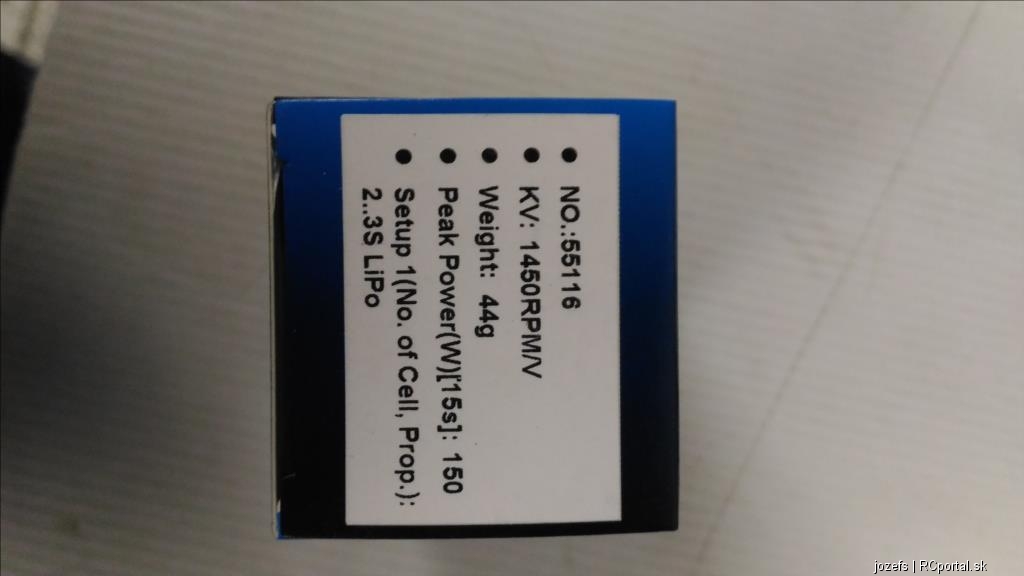 ● NO.:55116
● KV: 1450RPM/V
● Weight: 44g
● Peak Power(W)[15s]: 150
● Setup 1(No. of Cell, Prop.):
2..3S LiPo
jozefs | RCportal.sk